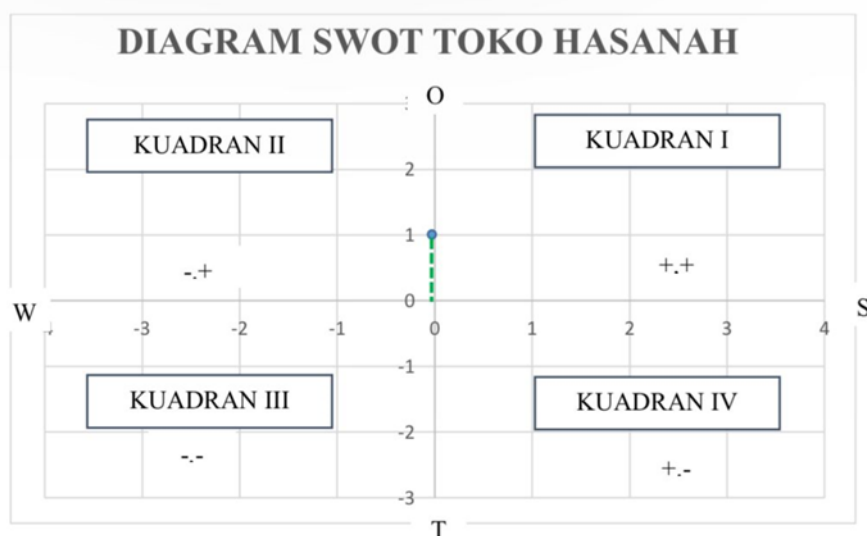 DIAGRAM SWOT TOKO HASANAH
O
KUADRAN II
KUADRAN I
2
1
-.+
+.+
W
0
S
-3
-2
-1
0
1
2
3
4
-1
KUADRAN III
KUADRAN IV
-2
-.-
+.-
-3
T